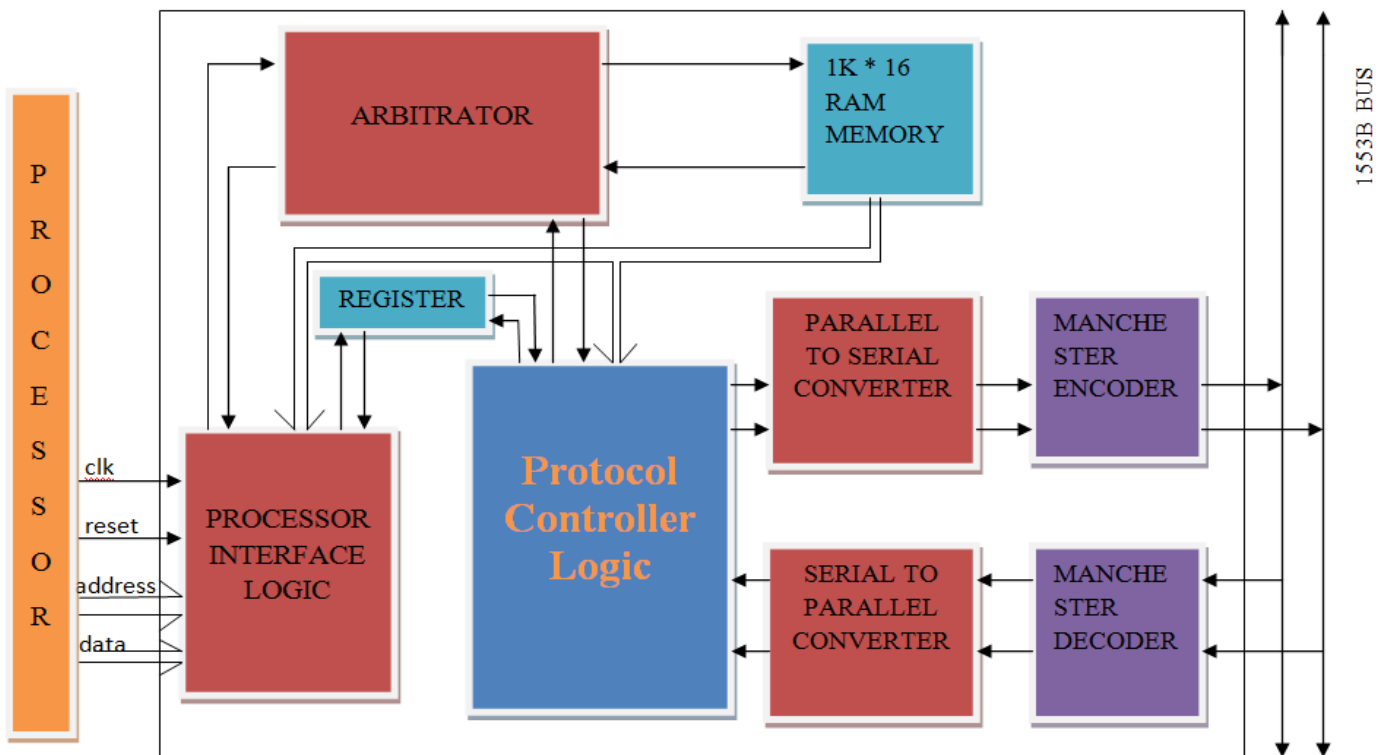 P
R
O
C
E
S
S
O
R
clk
reset
address
data
ARBITRATOR
1K * 16
RAM
MEMORY
REGISTER
PROCESSOR
INTERFACE
LOGIC
Protocol
Controller
Logic
PARALLEL
TO SERIAL
CONVERTER
MANCHE
STER
ENCODER
SERIAL TO
PARALLEL
CONVERTER
MANCHE
STER
DECODER
1553B BUS